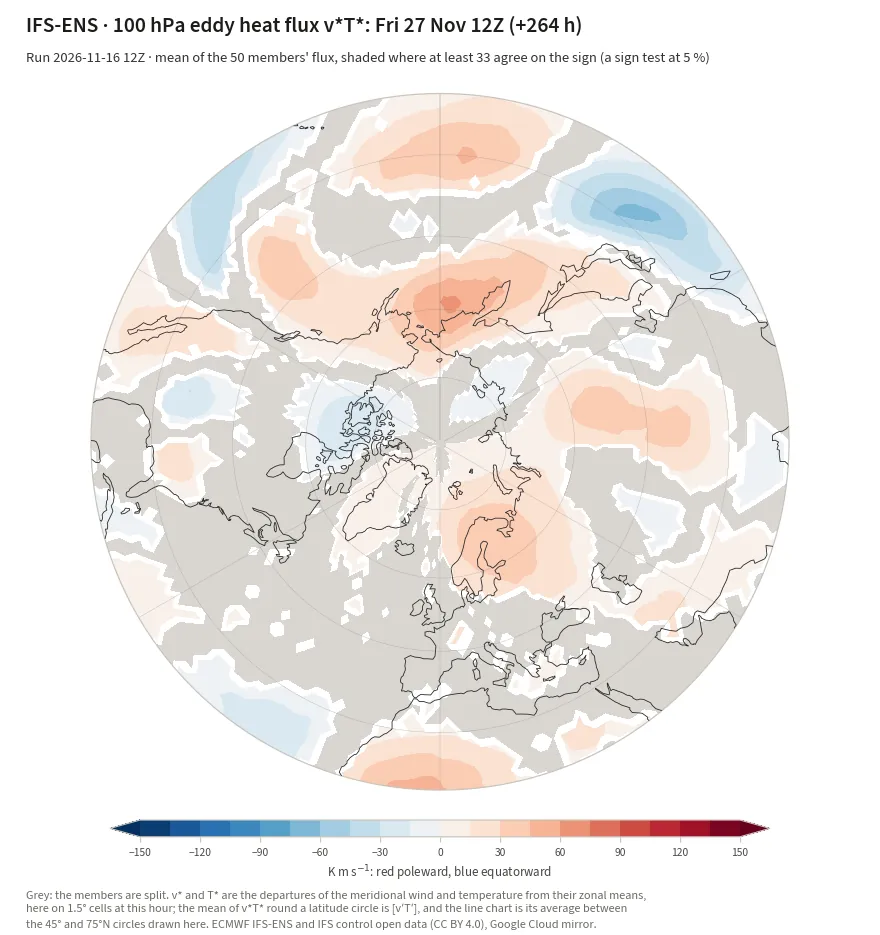 IFS-ENS · 100 hPa eddy heat flux v*T*: Fri 27 Nov 12Z (+264 h)
Run 2026-11-16 12Z · mean of the 50 members' flux, shaded where at least 33 agree on the sign (a sign test at 5 %)
−150 −120 −90 −60 −30 0 30 60 90 120 150
K m s⁻¹: red poleward, blue equatorward
Grey: the members are split. v* and T* are the departures of the meridional wind and temperature from their zonal means,
here on 1.5° cells at this hour; the mean of v*T* round a latitude circle is [v′T′], and the line chart is its average between
the 45° and 75°N circles drawn here. ECMWF IFS-ENS and IFS control open data (CC BY 4.0), Google Cloud mirror.